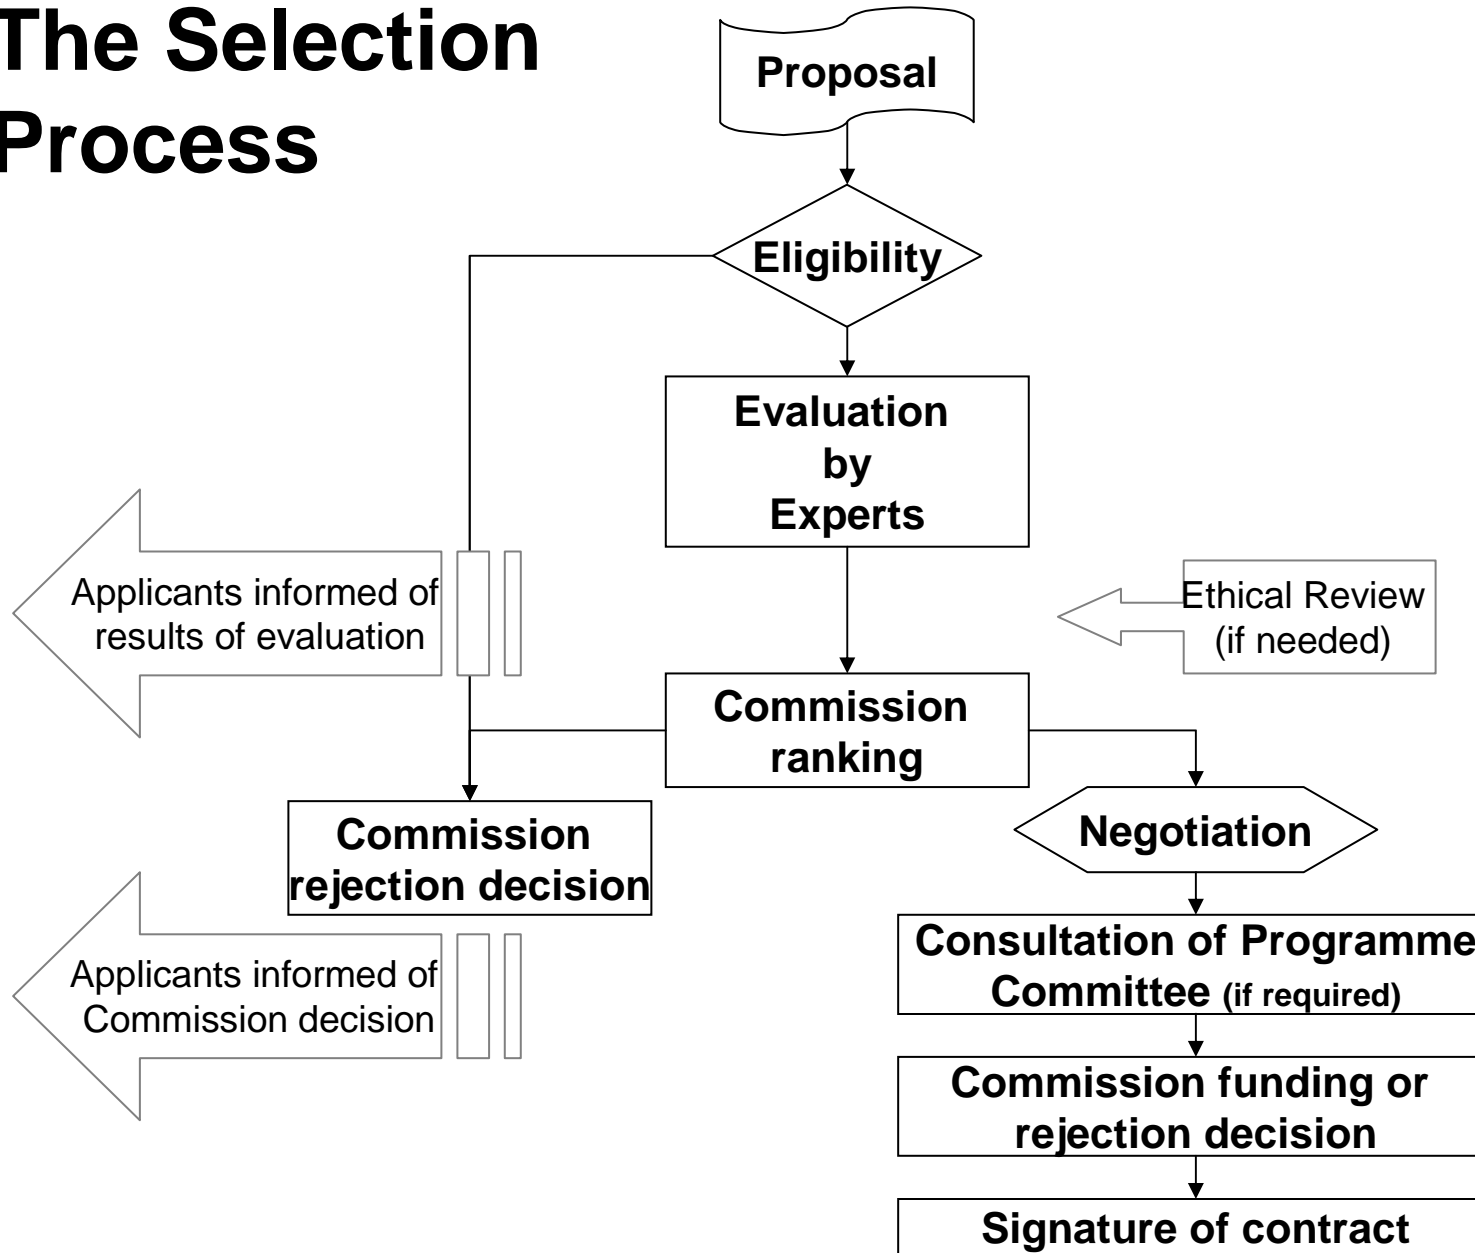 The Selection
Process
Proposal
Eligibility
Evaluation
by
Experts
Applicants informed of
results of evaluation
Ethical Review
(if needed)
Commission
ranking
Commission
rejection decision
Negotiation
Applicants informed of
Commission decision
Consultation of Programme
Committee (if required)
Commission funding or
rejection decision
Signature of contract